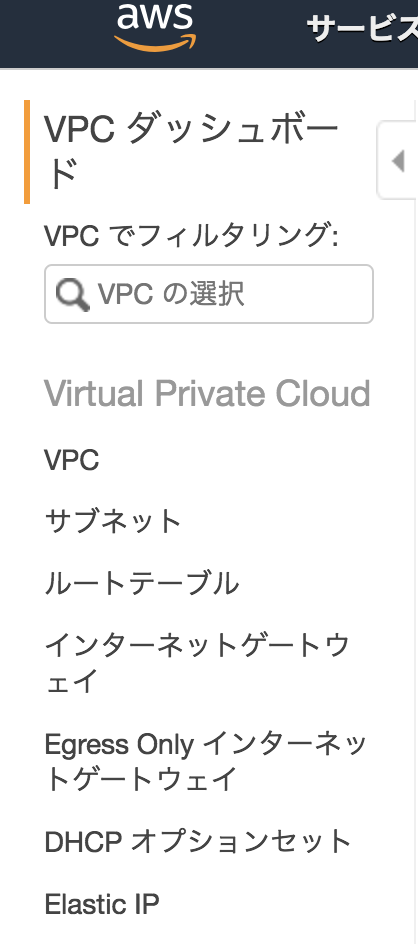 aws
サービス
VPC ダッシュボー
ド
VPC でフィルタリング:
VPC の選択
Virtual Private Cloud
VPC
サブネット
ルートテーブル
インターネットゲートウ
ェイ
Egress Only インターネッ
トゲートウェイ
DHCP オプションセット
Elastic IP